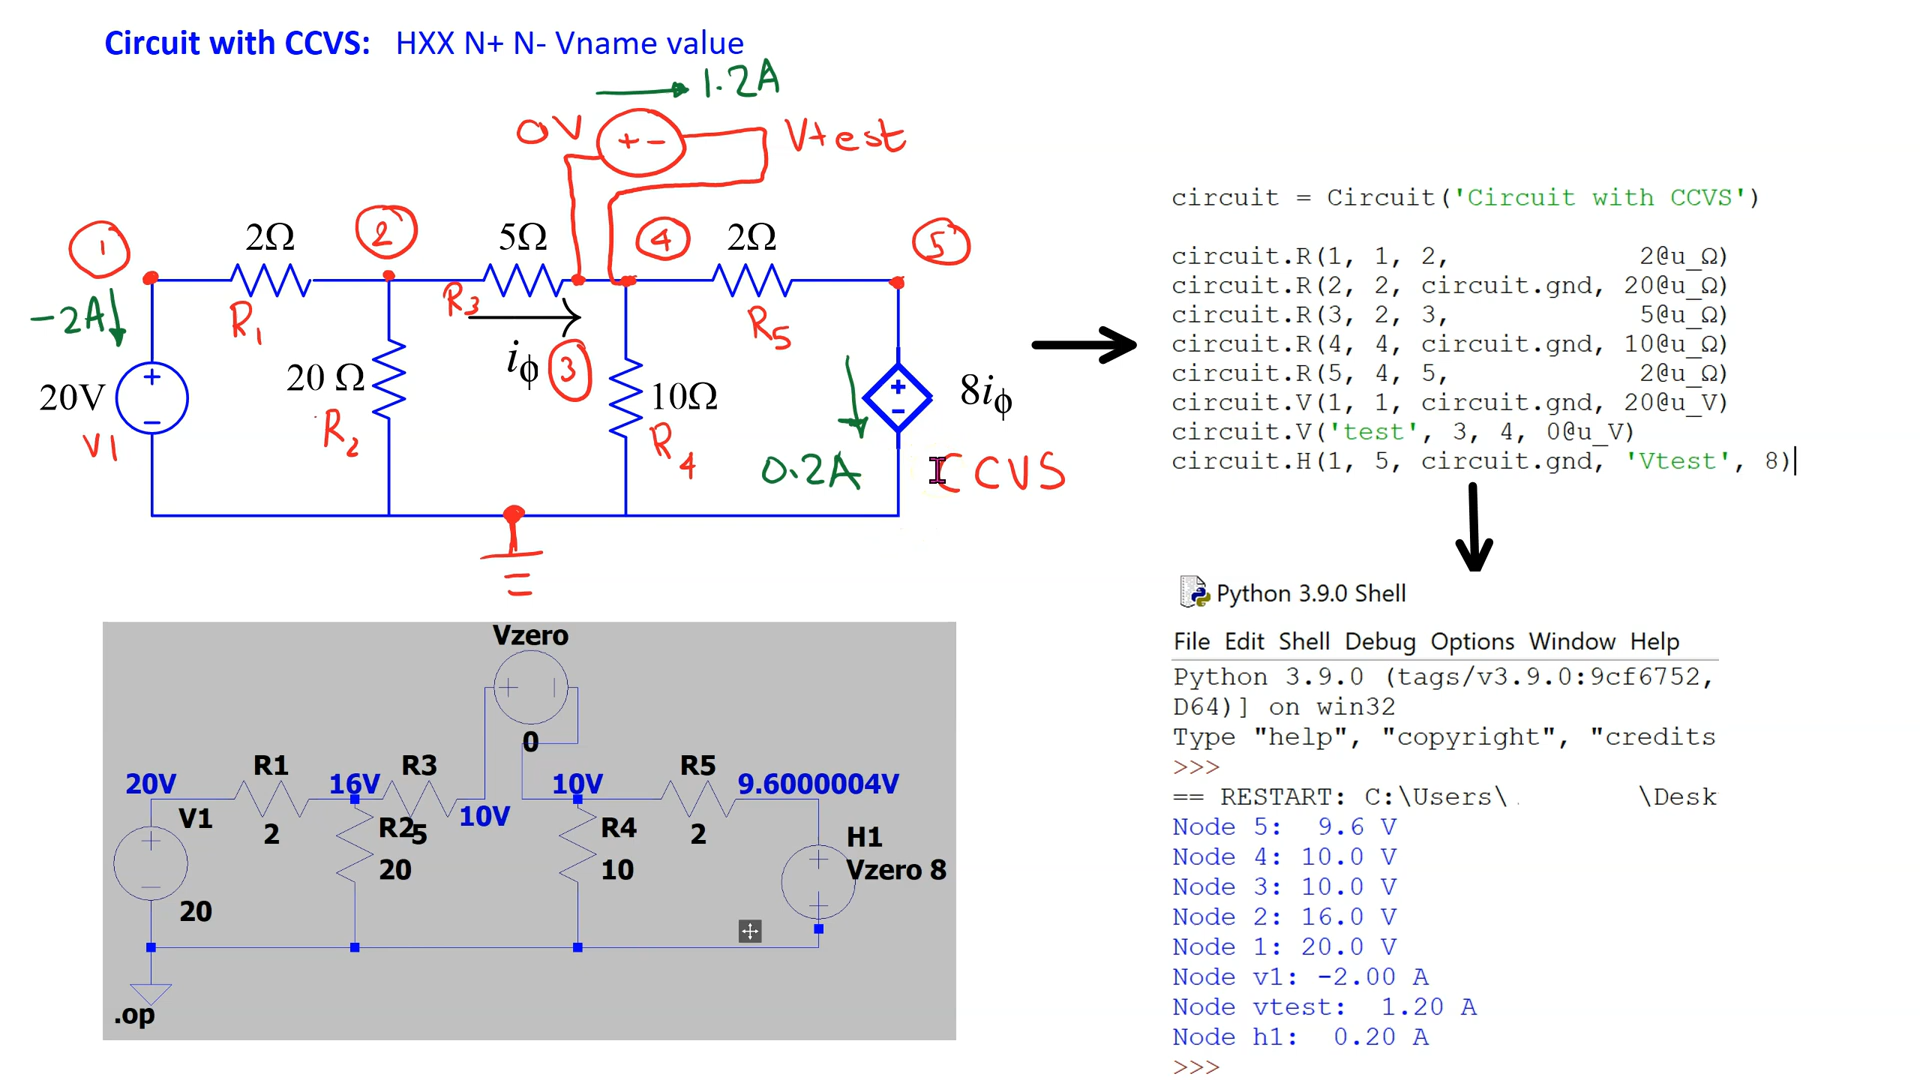 Circuit with CCVS: HXX N+ N- Vname value
1.2A
0V
+ -
Vtest
1
2Ω
2
5Ω
4
2Ω
5
-2A
R1
R3
R5
iϕ
3
20V
+
-
V1
20 Ω
R2
10Ω
R4
+
-
8iϕ
0.2A
CCVS
circuit = Circuit('Circuit with CCVS')
circuit.R(1, 1, 2, 2@u_Ω)
circuit.R(2, 2, circuit.gnd, 20@u_Ω)
circuit.R(3, 2, 3, 5@u_Ω)
circuit.R(4, 4, circuit.gnd, 10@u_Ω)
circuit.R(5, 4, 5, 2@u_Ω)
circuit.V(1, 1, circuit.gnd, 20@u_V)
circuit.V('test', 3, 4, 0@u_V)
circuit.H(1, 5, circuit.gnd, 'Vtest', 8)
Vzero
0
20V
R1
16V
R3
10V
10V
R5
9.6000004V
V1
2
R2
5
R4
2
H1
20
10
Vzero 8
20
.op
Python 3.9.0 Shell
File Edit Shell Debug Options Window Help
Python 3.9.0 (tags/v3.9.0:9cf6752,
D64)] on win32
Type "help", "copyright", "credits
>>>
== RESTART: C:\Users\ \Desk
Node 5: 9.6 V
Node 4: 10.0 V
Node 3: 10.0 V
Node 2: 16.0 V
Node 1: 20.0 V
Node v1: -2.00 A
Node vtest: 1.20 A
Node h1: 0.20 A
>>>